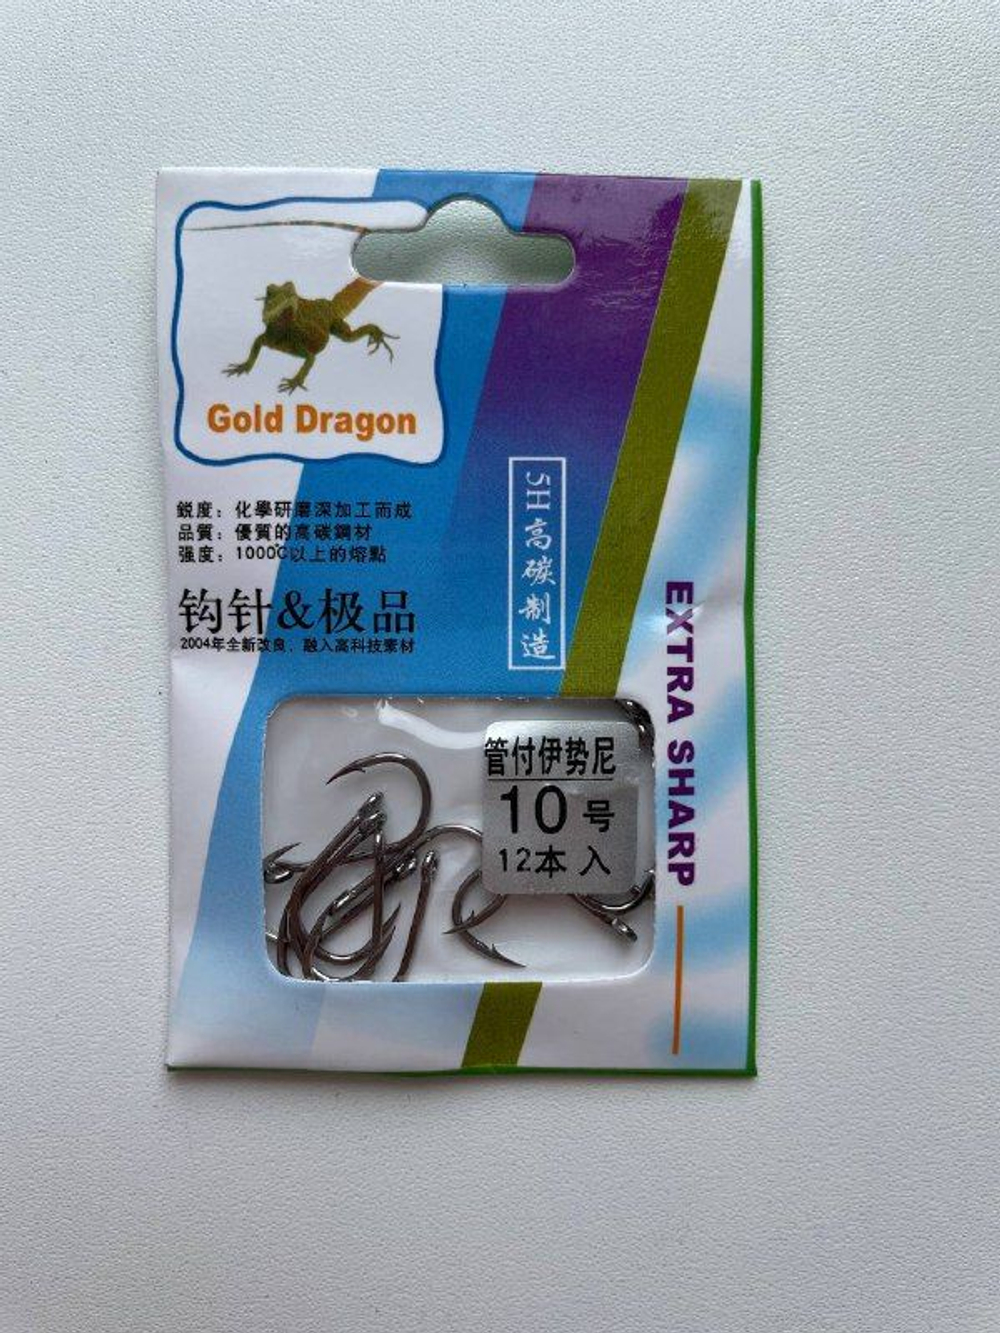 Gold Dragon
鋭度：化學研磨深加工而成
品質：優質的高碳鋼材
强度：1000℃以上的熔點
钩针&极品
2004年全新改良、融入高科技素材
5H高碳制造
EXTRA SHARP
管付伊势尼
10号
12本入